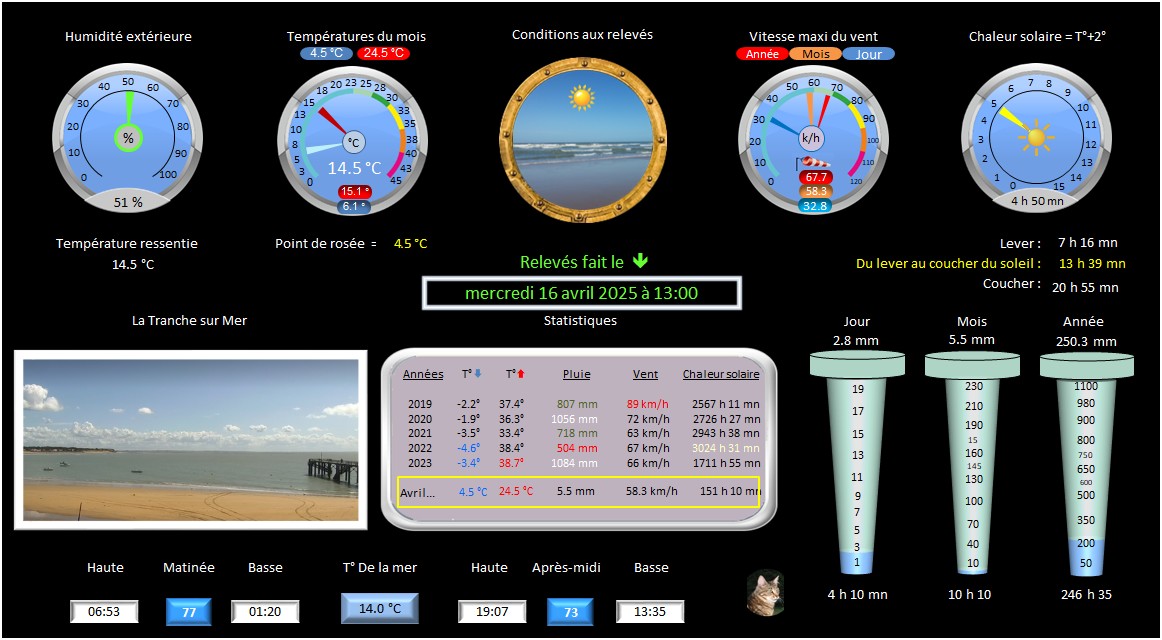 Humidité extérieure
Températures du mois
4.5 °C 24.5 °C
Conditions aux relevés
Vitesse maxi du vent
Année Mois Jour
Chaleur solaire = T°+2°
0 10 20 30 40 50 60 70 80 90 100
%
51 %
0 3 5 8 10 13 15 18 20 23 25 28 30 33 35 38 40 43 45
°C
14.5 °C
15.1 °
6.1 °
0 10 20 30 40 50 60 70 80 90 100 110 120
k/h
67.7
58.3
32.8
0 1 2 3 4 5 6 7 8 9 10 11 12 13 14 15
4 h 50 mn
Température ressentie
14.5 °C
Point de rosée = 4.5 °C
Relevés fait le
mercredi 16 avril 2025 à 13:00
Lever : 7 h 16 mn
Du lever au coucher du soleil : 13 h 39 mn
Coucher : 20 h 55 mn
La Tranche sur Mer
Statistiques
Années T° T° Pluie Vent Chaleur solaire
2019 -2.2° 37.4° 807 mm 89 km/h 2567 h 11 mn
2020 -1.9° 36.3° 1056 mm 72 km/h 2726 h 27 mn
2021 -3.5° 33.4° 718 mm 63 km/h 2943 h 38 mn
2022 -4.6° 38.4° 504 mm 67 km/h 3024 h 31 mn
2023 -3.4° 38.7° 1084 mm 66 km/h 1711 h 55 mn
Avril... 4.5 °C 24.5 °C 5.5 mm 58.3 km/h 151 h 10 mn
Jour Mois Année
2.8 mm 5.5 mm 250.3 mm
19 17 15 13 11 9 7 5 3 1
230 210 190 15 160 145 130 100 70 40 10
1100 980 900 800 750 650 600 500 350 200 50
4 h 10 mn 10 h 10 246 h 35
Haute Matinée Basse T° De la mer Haute Après-midi Basse
06:53 77 01:20 14.0 °C 19:07 73 13:35